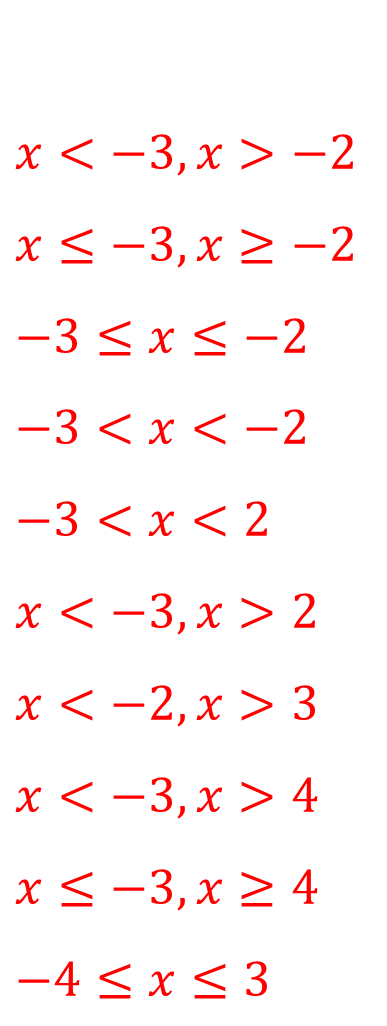 x < −3, x > −2
x ≤ −3, x ≥ −2
−3 ≤ x ≤ −2
−3 < x < −2
−3 < x < 2
x < −3, x > 2
x < −2, x > 3
x < −3, x > 4
x ≤ −3, x ≥ 4
−4 ≤ x ≤ 3